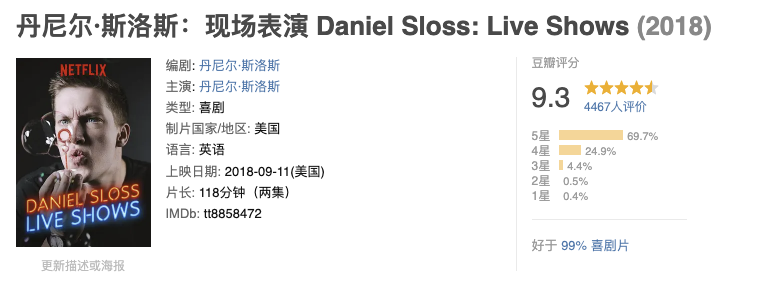 丹尼尔·斯洛斯：现场表演 Daniel Sloss: Live Shows (2018)
NETFLIX
DANIEL SLOSS
LIVE SHOWS
更新描述或海报
编剧: 丹尼尔·斯洛斯
主演: 丹尼尔·斯洛斯
类型: 喜剧
制片国家/地区: 美国
语言: 英语
上映日期: 2018-09-11(美国)
片长: 118分钟（两集）
IMDb: tt8858472
豆瓣评分
9.3
4467人评价
5星 69.7%
4星 24.9%
3星 4.4%
2星 0.5%
1星 0.4%
好于 99% 喜剧片